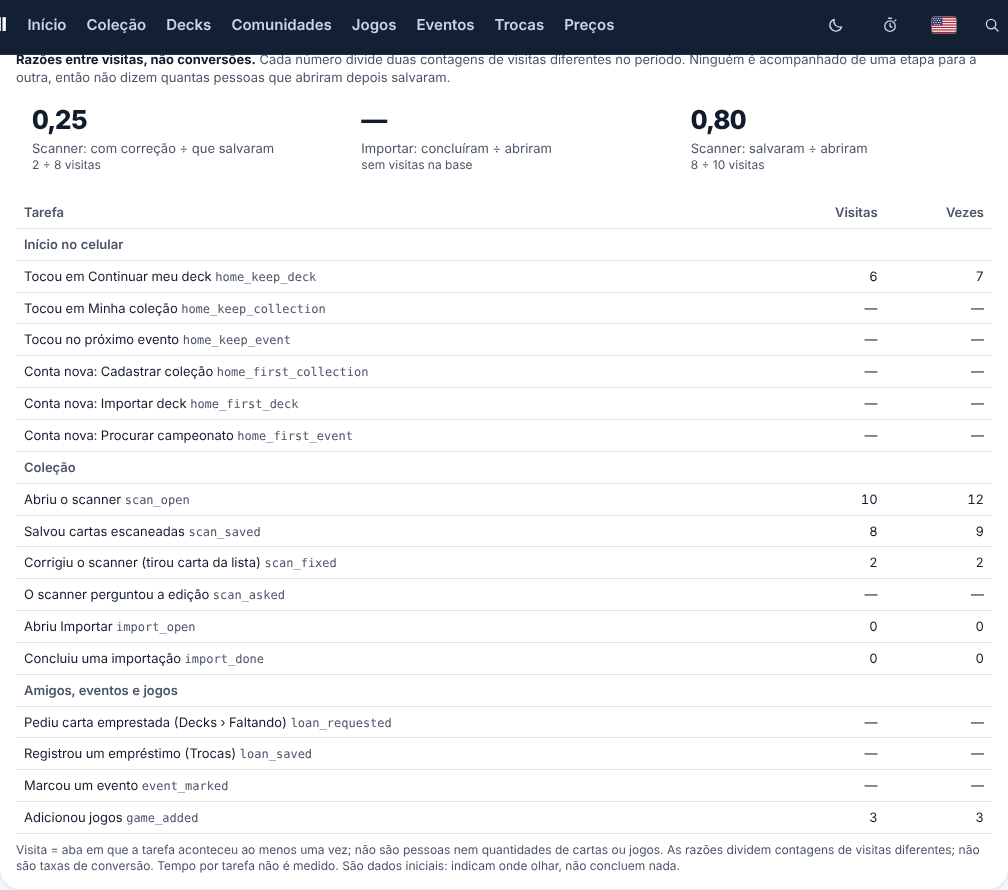 Início Coleção Decks Comunidades Jogos Eventos Trocas Preços
Razões entre visitas, não conversões. Cada número divide duas contagens de visitas diferentes no período. Ninguém é acompanhado de uma etapa para a
outra, então não dizem quantas pessoas que abriram depois salvaram.
0,25 — 0,80
Scanner: com correção ÷ que salvaram Importar: concluíram ÷ abriram Scanner: salvaram ÷ abriram
2 ÷ 8 visitas sem visitas na base 8 ÷ 10 visitas
Tarefa Visitas Vezes
Início no celular
Tocou em Continuar meu deck home_keep_deck 6 7
Tocou em Minha coleção home_keep_collection — —
Tocou no próximo evento home_keep_event — —
Conta nova: Cadastrar coleção home_first_collection — —
Conta nova: Importar deck home_first_deck — —
Conta nova: Procurar campeonato home_first_event — —
Coleção
Abriu o scanner scan_open 10 12
Salvou cartas escaneadas scan_saved 8 9
Corrigiu o scanner (tirou carta da lista) scan_fixed 2 2
O scanner perguntou a edição scan_asked — —
Abriu Importar import_open 0 0
Concluiu uma importação import_done 0 0
Amigos, eventos e jogos
Pediu carta emprestada (Decks › Faltando) loan_requested — —
Registrou um empréstimo (Trocas) loan_saved — —
Marcou um evento event_marked — —
Adicionou jogos game_added 3 3
Visita = aba em que a tarefa aconteceu ao menos uma vez; não são pessoas nem quantidades de cartas ou jogos. As razões dividem contagens de visitas diferentes; não
são taxas de conversão. Tempo por tarefa não é medido. São dados iniciais: indicam onde olhar, não concluem nada.